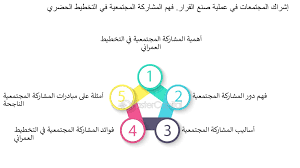 إشراك المجتمعات في عملية صنع القرار. فهم المشاركة المجتمعية في التخطيط الحضري
أهمية المشاركة المجتمعية في التخطيط
العمراني
1
أمثلة على مبادرات المشاركة المجتمعية
الناجحة
5
2
فهم دور المشاركة المجتمعية
فوائد المشاركة المجتمعية في التخطيط
العمراني
4
3
أساليب المشاركة المجتمعية